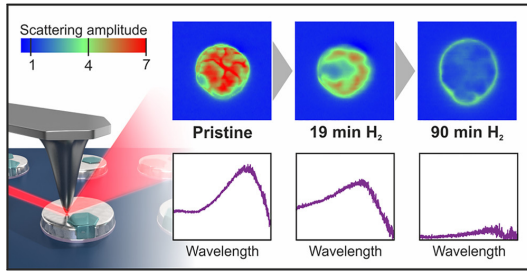 Scattering amplitude
1 4 7
Pristine 19 min H₂ 90 min H₂
Wavelength Wavelength Wavelength